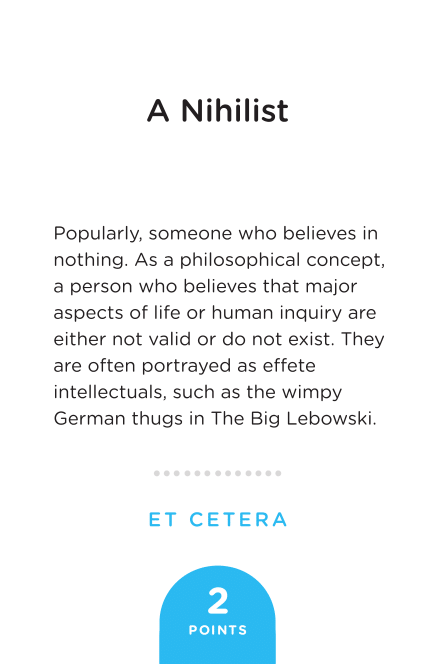 A Nihilist
Popularly, someone who believes in
nothing. As a philosophical concept,
a person who believes that major
aspects of life or human inquiry are
either not valid or do not exist. They
are often portrayed as effete
intellectuals, such as the wimpy
German thugs in The Big Lebowski.
ET CETERA
2
POINTS